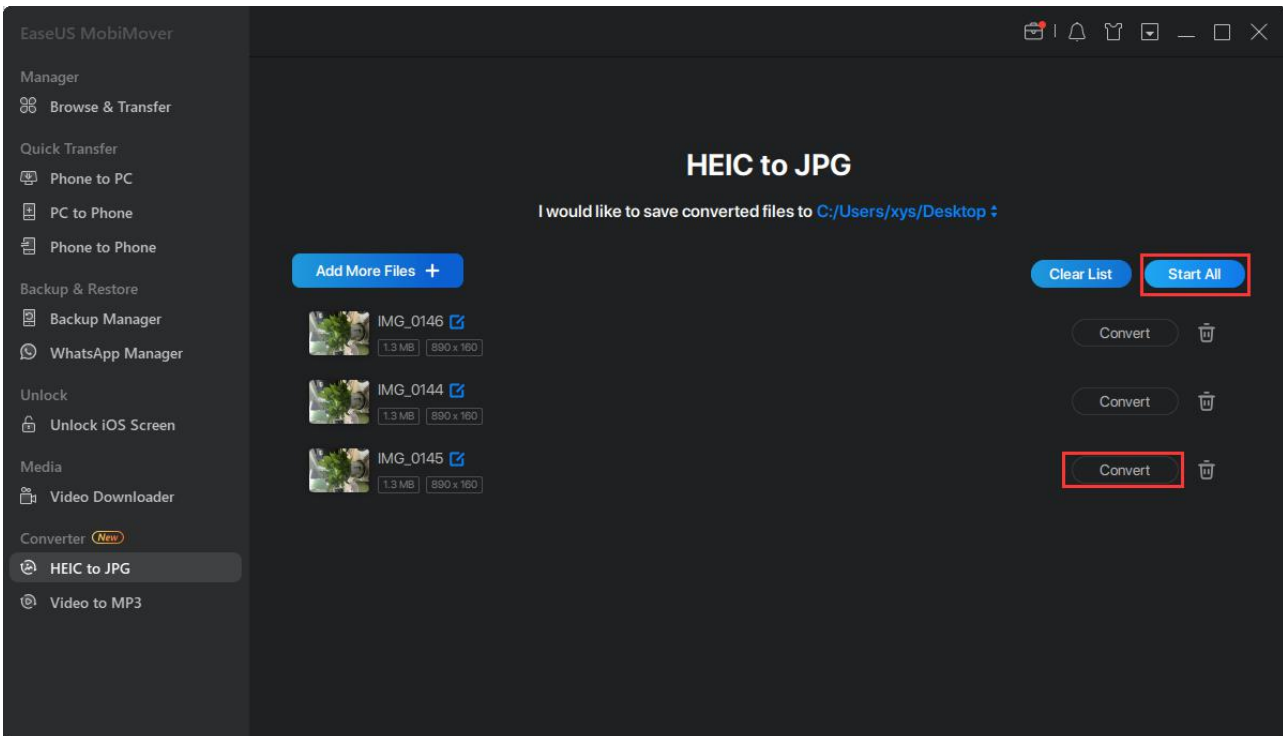 EaseUS MobiMover
Manager
Browse & Transfer
Quick Transfer
Phone to PC
PC to Phone
Phone to Phone
Backup & Restore
Backup Manager
WhatsApp Manager
Unlock
Unlock iOS Screen
Media
Video Downloader
Converter New
HEIC to JPG
Video to MP3
HEIC to JPG
I would like to save converted files to C:/Users/xys/Desktop
Add More Files +
Clear List
Start All
IMG_0146
1.3 MB 890 x 160
Convert
IMG_0144
1.3 MB 890 x 160
Convert
IMG_0145
1.3 MB 890 x 160
Convert